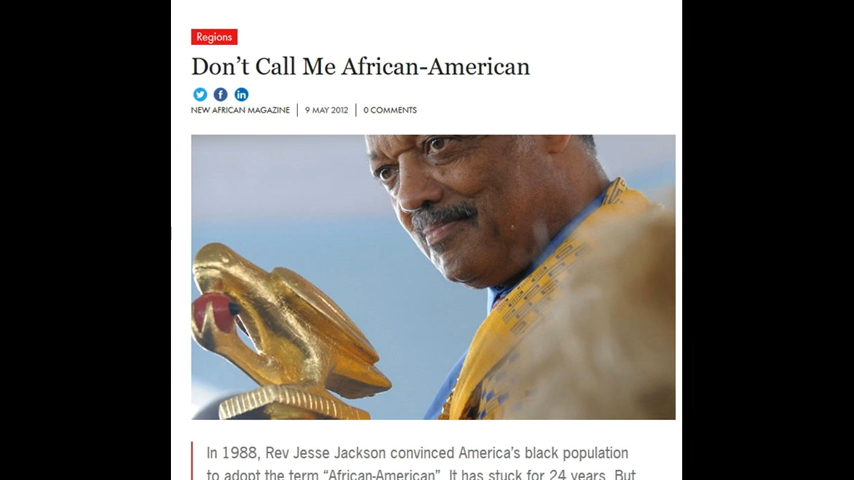 Regions
Don't Call Me African-American
NEW AFRICAN MAGAZINE | 9 MAY 2012 | 0 COMMENTS
In 1988, Rev Jesse Jackson convinced America's black population
to adopt the term “African-American”. It has stuck for 24 years. But